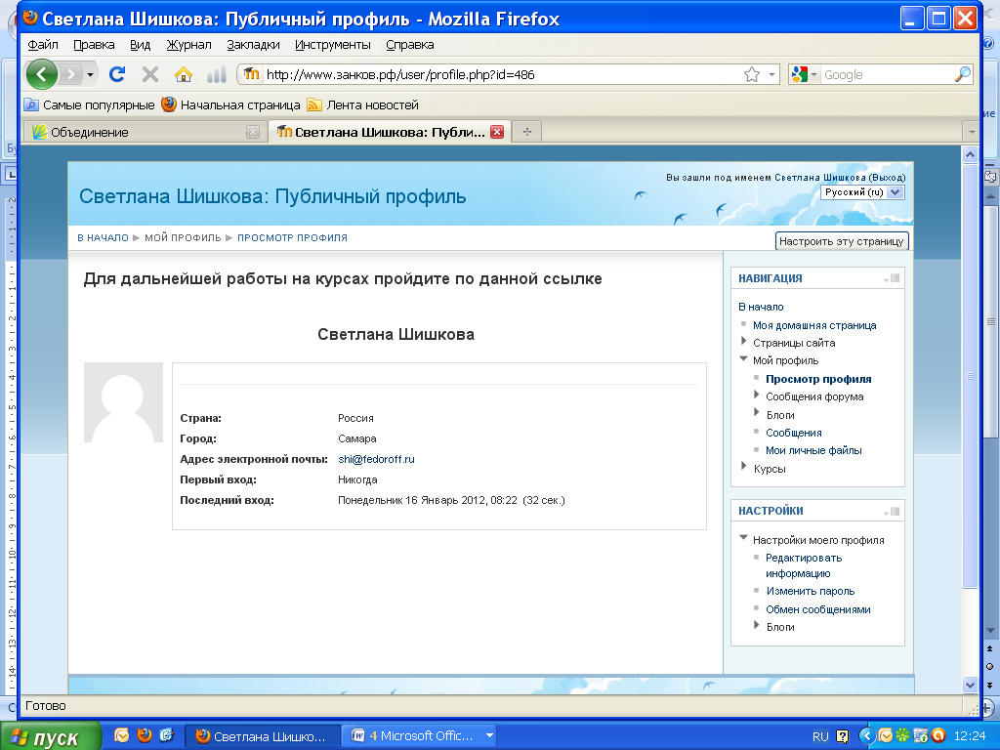 Светлана Шишкова: Публичный профиль - Mozilla Firefox
Файл Правка Вид Журнал Закладки Инструменты Справка
http://www.занков.рф/user/profile.php?id=486
Google
Самые популярные Начальная страница Лента новостей
Объединение
Светлана Шишкова: Публи...
Вы зашли под именем Светлана Шишкова (Выход)
Русский (ru)
Светлана Шишкова: Публичный профиль
В НАЧАЛО ► МОЙ ПРОФИЛЬ ► ПРОСМОТР ПРОФИЛЯ
Настроить эту страницу
Для дальнейшей работы на курсах пройдите по данной ссылке
Светлана Шишкова
Страна: Россия
Город: Самара
Адрес электронной почты: shi@fedoroff.ru
Первый вход: Никогда
Последний вход: Понедельник 16 Январь 2012, 08:22 (32 сек.)
НАВИГАЦИЯ
В начало
Моя домашняя страница
Страницы сайта
Мой профиль
Просмотр профиля
Сообщения форума
Блоги
Сообщения
Мои личные файлы
Курсы
НАСТРОЙКИ
Настройки моего профиля
Редактировать
информацию
Изменить пароль
Обмен сообщениями
Блоги
Готово
пуск
Светлана Шишко...
4 Microsoft Offic...
RU
12:24